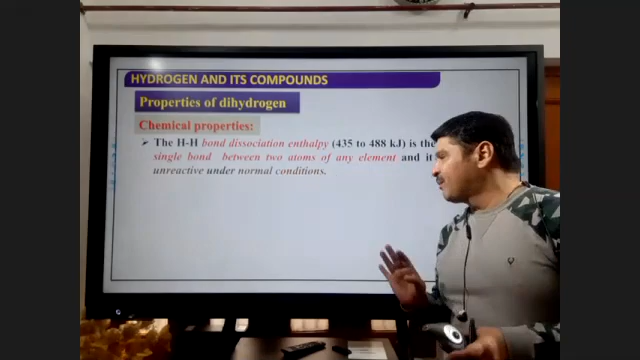 HYDROGEN AND ITS COMPOUNDS
Properties of dihydrogen
Chemical properties:
➢ The H-H bond dissociation enthalpy (435 to 488 kJ) is the
single bond between two atoms of any element and it
unreactive under normal conditions.